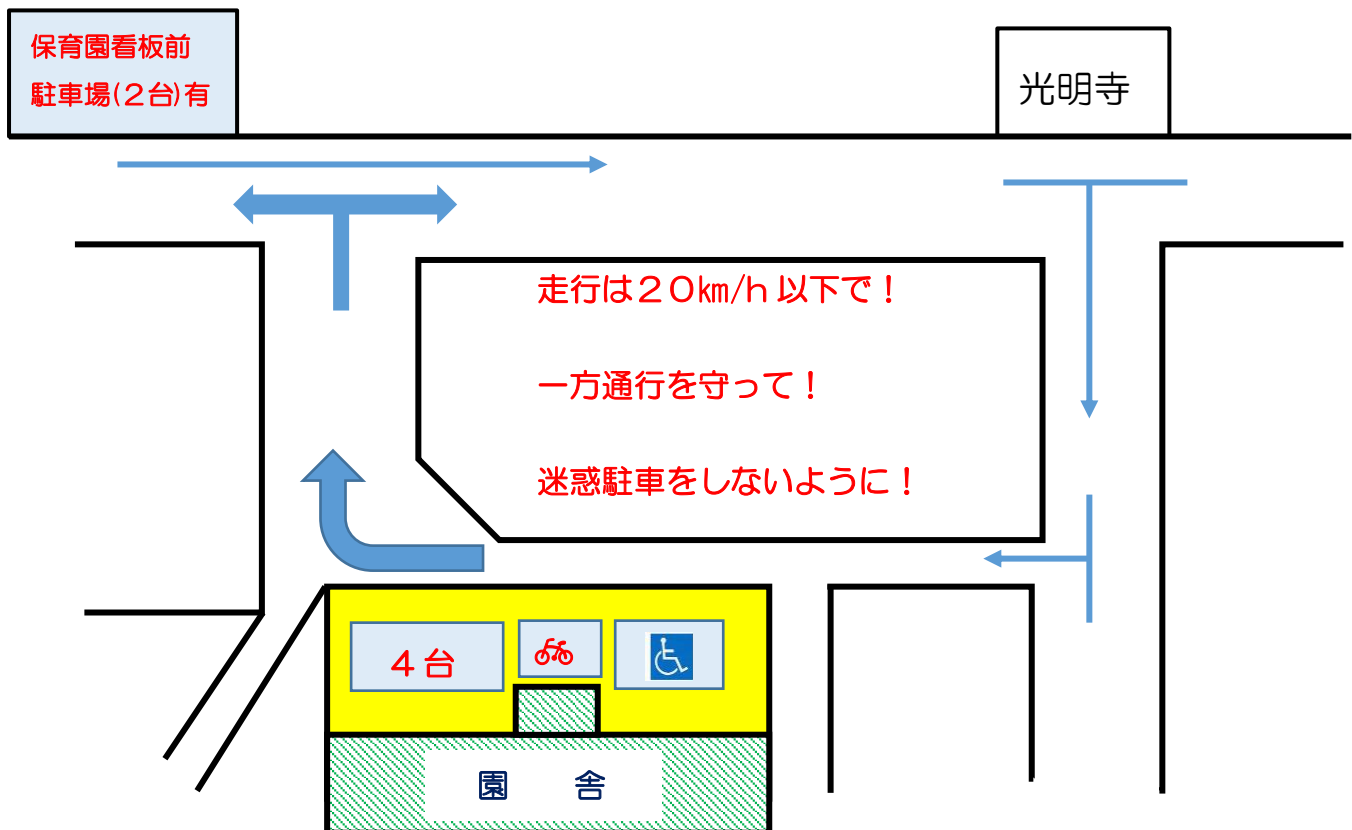 保育園看板前
駐車場(２台)有
光明寺
走行は２０㎞/ｈ以下で！
一方通行を守って！
迷惑駐車をしないように！
４台
園　舎